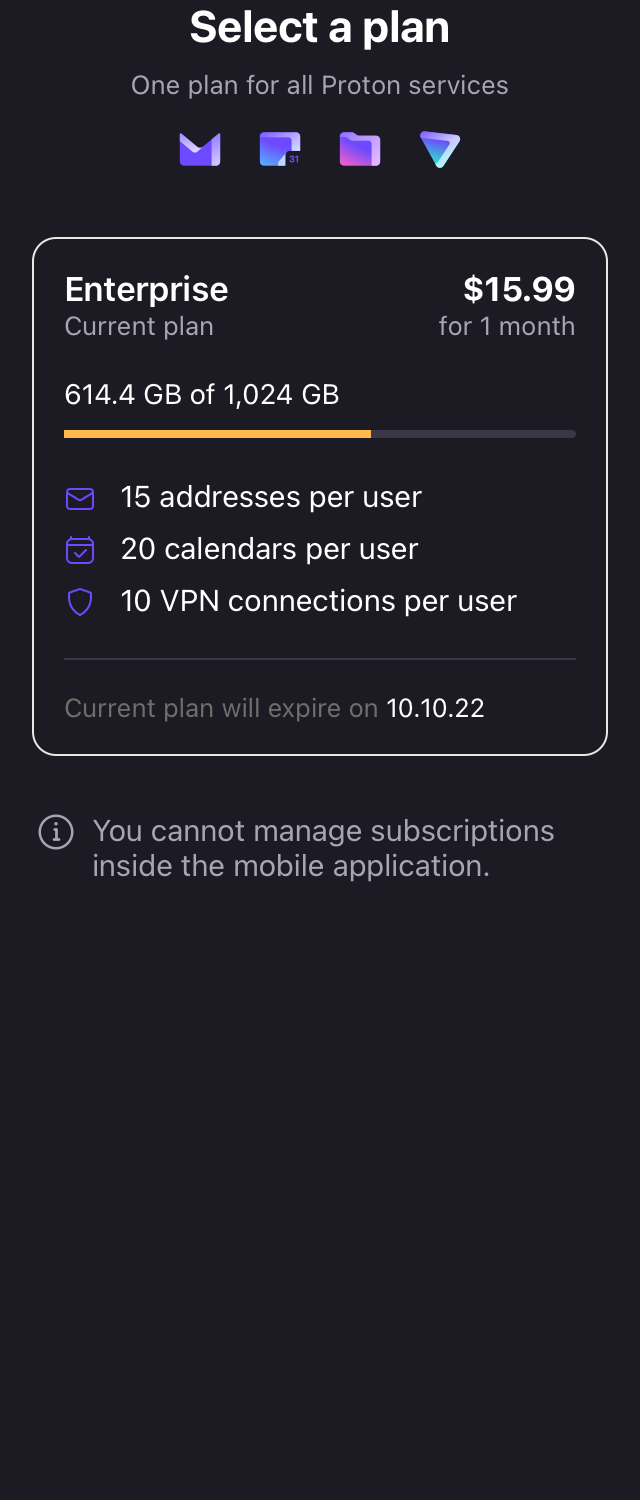 Select a plan
One plan for all Proton services
31
Enterprise
$15.99
Current plan
for 1 month
614.4 GB of 1,024 GB
15 addresses per user
20 calendars per user
10 VPN connections per user
Current plan will expire on 10.10.22
You cannot manage subscriptions
inside the mobile application.